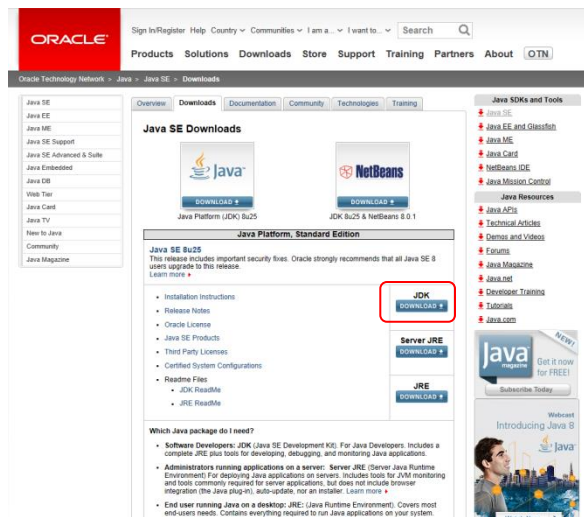 ORACLE
Sign In/Register Help Country Communities I am a... I want to... Search
Products Solutions Downloads Store Support Training Partners About OTN
Oracle Technology Network > Java > Java SE > Downloads
Java SE
Java EE
Java ME
Java SE Support
Java SE Advanced & Suite
Java Embedded
Java DB
Web Tier
Java Card
Java TV
New to Java
Community
Java Magazine
Overview Downloads Documentation Community Technologies Training
Java SE Downloads
Java
NetBeans
DOWNLOAD DOWNLOAD
Java Platform (JDK) 8u25 JDK 8u25 & NetBeans 8.0.1
Java Platform, Standard Edition
Java SE 8u25
This release includes important security fixes. Oracle strongly recommends that all Java SE 8
users upgrade to this release.
Learn more
• Installation Instructions
• Release Notes
• Oracle License
• Java SE Products
• Third Party Licenses
• Certified System Configurations
• Readme Files
• JDK ReadMe
• JRE ReadMe
JDK
DOWNLOAD
Server JRE
DOWNLOAD
JRE
DOWNLOAD
Which Java package do I need?
• Software Developers: JDK (Java SE Development Kit). For Java Developers. Includes a
complete JRE plus tools for developing, debugging, and monitoring Java applications.
• Administrators running applications on a server: Server JRE (Server Java Runtime
Environment) For deploying Java applications on servers. Includes tools for JVM monitoring
and tools commonly required for server applications, but does not include browser
integration (the Java plug-in), auto-update, nor an installer. Learn more
• End user running Java on a desktop: JRE: (Java Runtime Environment). Covers most
end-users needs. Contains everything required to run Java applications on your system.
Java SDKs and Tools
Java SE
Java EE and Glassfish
Java ME
Java Card
NetBeans IDE
Java Mission Control
Java Resources
Java APIs
Technical Articles
Demos and Videos
Forums
Java Magazine
Java.net
Developer Training
Tutorials
Java.com
NEW!
Java
magazine
Get it now
for FREE!
Subscribe Today
Webcast
Introducing Java 8
Java